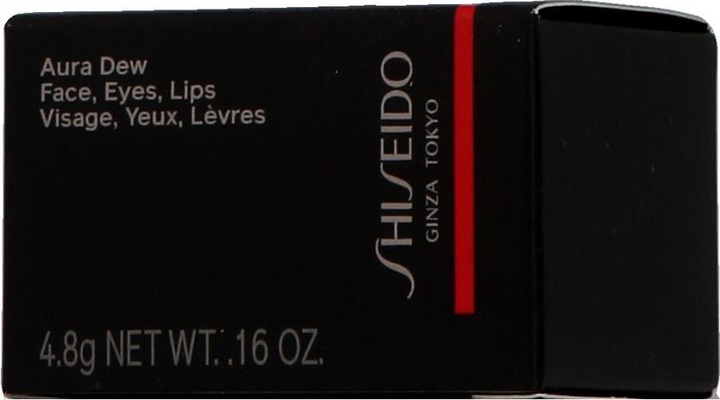 Aura Dew
Face, Eyes, Lips
Visage, Yeux, Lèvres
SHISEIDO
GINZA TOKYO
4.8g NET WT. .16 OZ.